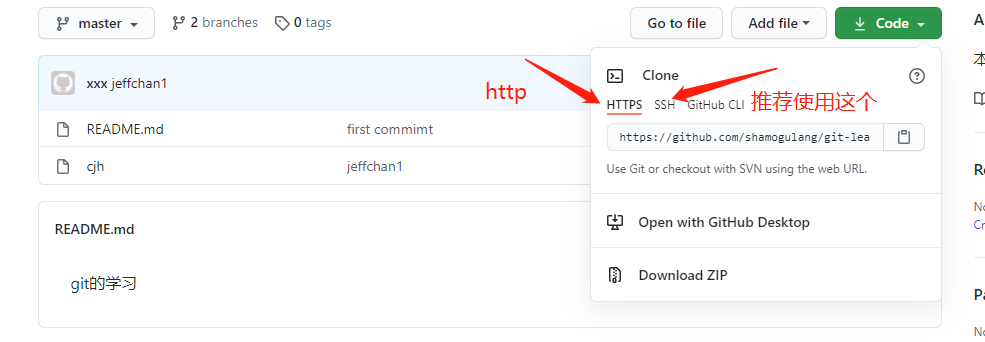 master
2 branches
0 tags
Go to file
Add file
Code
A
xxx jeffchan1
Clone
本
http
HTTPS
SSH
GitHub CLI
推荐使用这个
README.md
first commimt
https://github.com/shamogulang/git-lea
cjh
jeffchan1
Use Git or checkout with SVN using the web URL.
Re
No
Cr
README.md
Open with GitHub Desktop
git的学习
Download ZIP
Pa
No